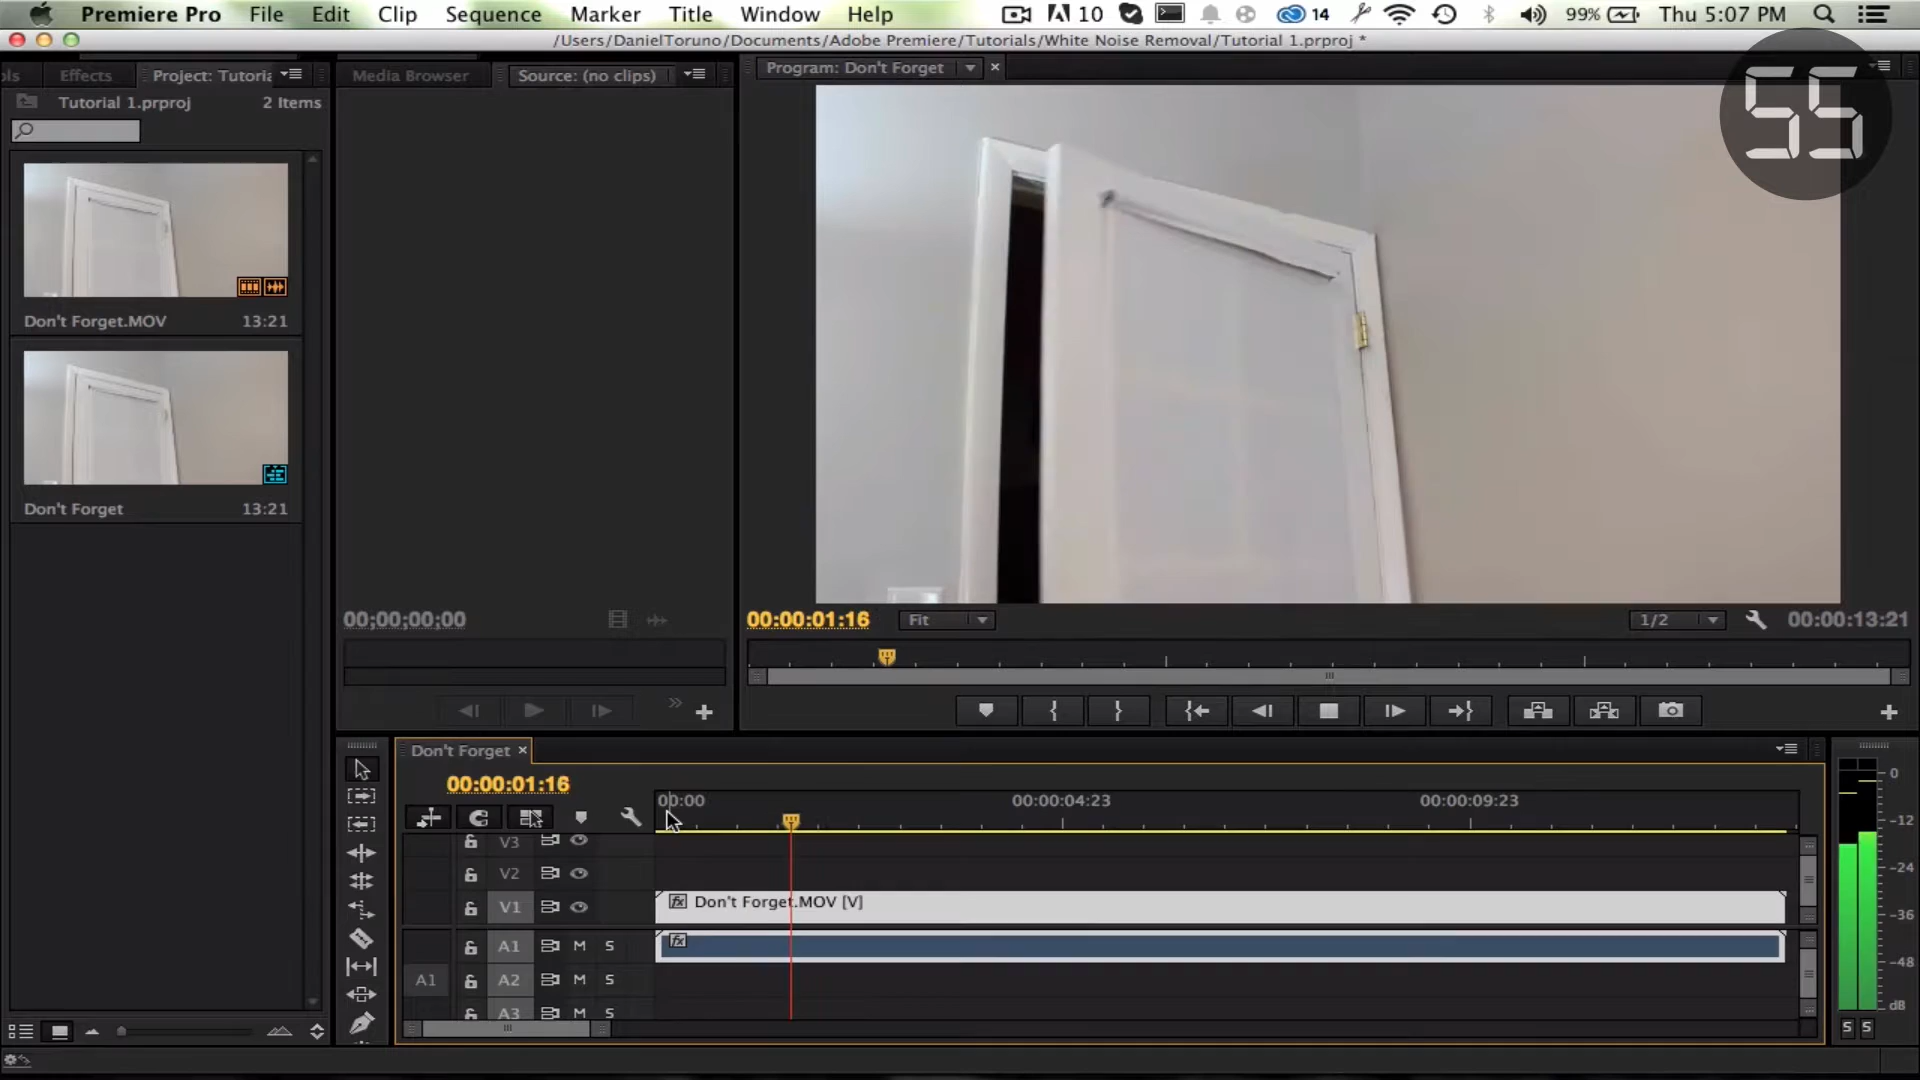 Premiere Pro File Edit Clip Sequence Marker Title Window Help 10 14 99% Thu 5:07 PM
/Users/DanielToruno/Documents/Adobe Premiere/Tutorials/White Noise Removal/Tutorial 1.prproj *
55
ols Effects Project: Tutoria Media Browser Source: (no clips) Program: Don't Forget
Tutorial 1.prproj 2 Items
Don't Forget.MOV 13:21
Don't Forget 13:21
00;00;00;00 00:00:01:16 Fit 1/2 00:00:13:21
Don't Forget
00:00:01:16
00:00 00:00:04:23 00:00:09:23
V3
V2
V1 Don't Forget.MOV [V]
A1 M S
A1 A2 M S
A3 M S
0
-12
-24
-36
-48
dB
S S